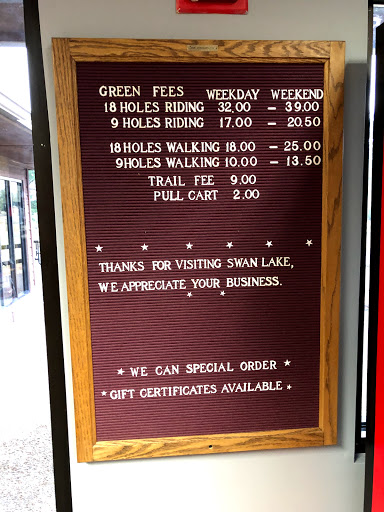 GREEN FEES WEEKDAY WEEKEND
18 HOLES RIDING 32.00 - 39.00
9 HOLES RIDING 17.00 - 20.50
18 HOLES WALKING 18.00 - 25.00
9 HOLES WALKING 10.00 - 13.50
TRAIL FEE 9.00
PULL CART 2.00
THANKS FOR VISITING SWAN LAKE,
WE APPRECIATE YOUR BUSINESS.
WE CAN SPECIAL ORDER
GIFT CERTIFICATES AVAILABLE